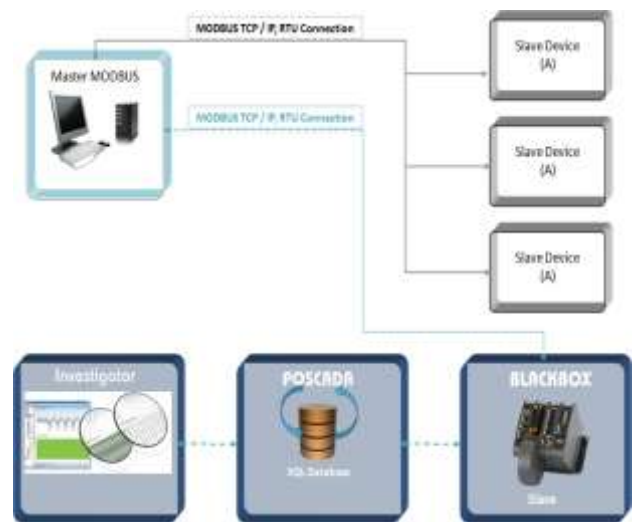 MODBUS TCP / IP, RTU Connection
Master MODBUS
Slave Device
(A)
MODBUS TCP / IP, RTU Connection
Slave Device
(A)
Slave Device
(A)
Investigator
POSCADA
SQL Database
BLACKBOX
Slave